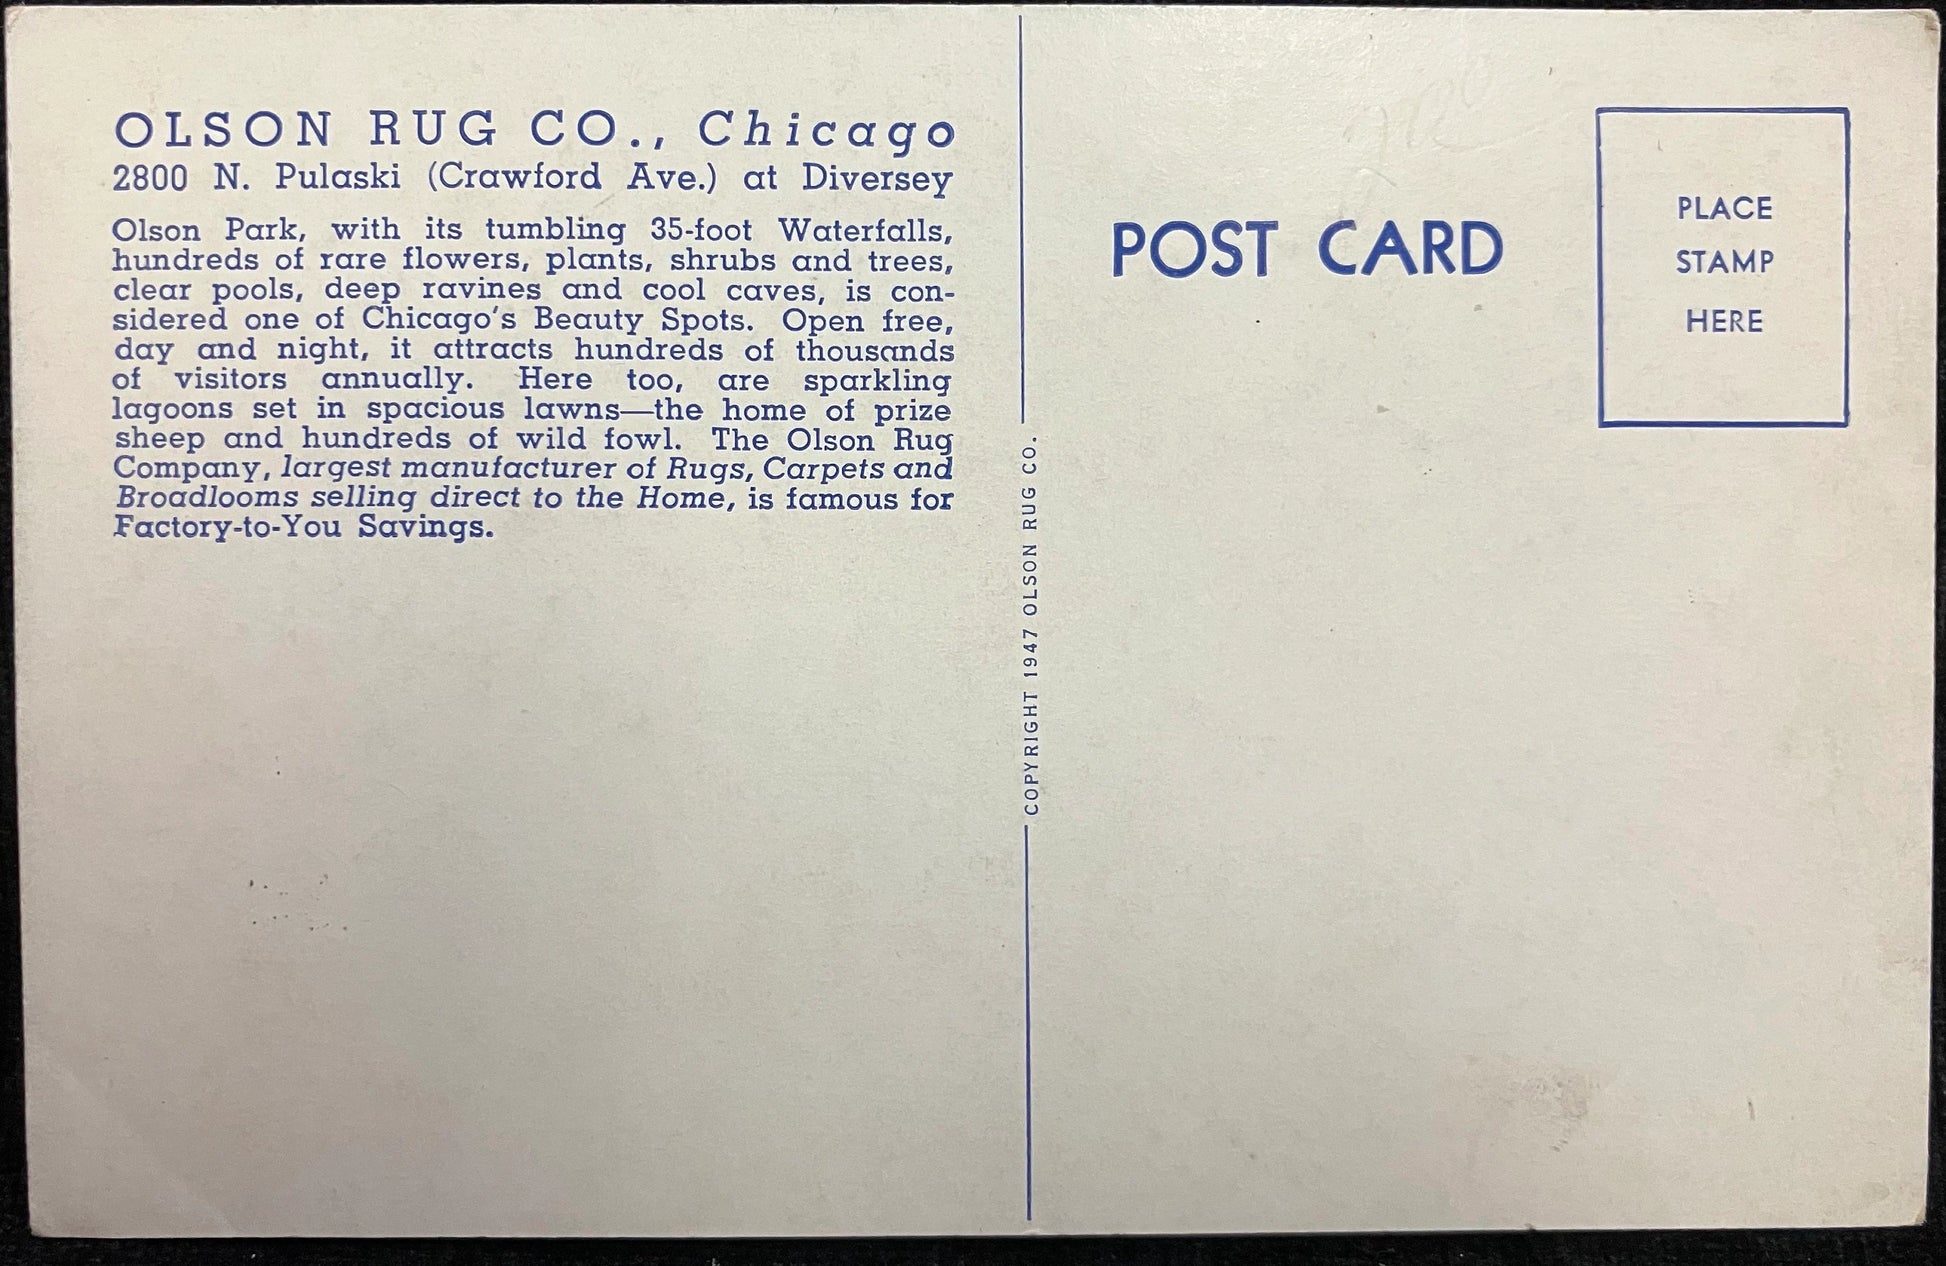 OLSON RUG CO., Chicago
2800 N. Pulaski (Crawford Ave.) at Diversey
Olson Park, with its tumbling 35-foot Waterfalls,
hundreds of rare flowers, plants, shrubs and trees,
clear pools, deep ravines and cool caves, is con-
sidered one of Chicago's Beauty Spots. Open free,
day and night, it attracts hundreds of thousands
of visitors annually. Here too, are sparkling
lagoons set in spacious lawns—the home of prize
sheep and hundreds of wild fowl. The Olson Rug
Company, largest manufacturer of Rugs, Carpets and
Broadlooms selling direct to the Home, is famous for
Factory-to-You Savings.
COPYRIGHT 1947 OLSON RUG CO.
POST CARD
PLACE
STAMP
HERE